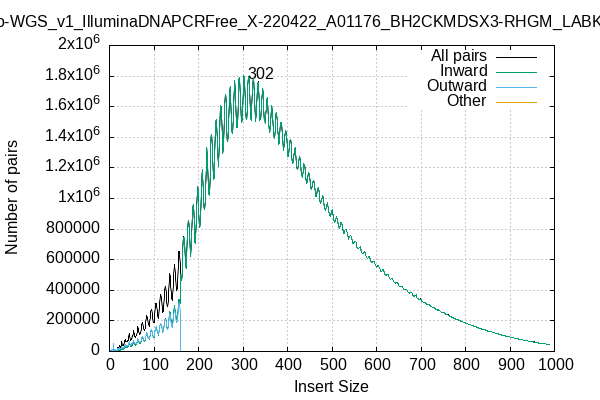 o-WGS_v1_IlluminaDNAPCRFree_X-220422_A01176_BH2CKMDSX3-RHGM_LABK
2x10^6
1.8x10^6
1.6x10^6
1.4x10^6
1.2x10^6
1x10^6
800000
600000
400000
200000
0
Number of pairs
302
All pairs
Inward
Outward
Other
0 100 200 300 400 500 600 700 800 900 1000
Insert Size